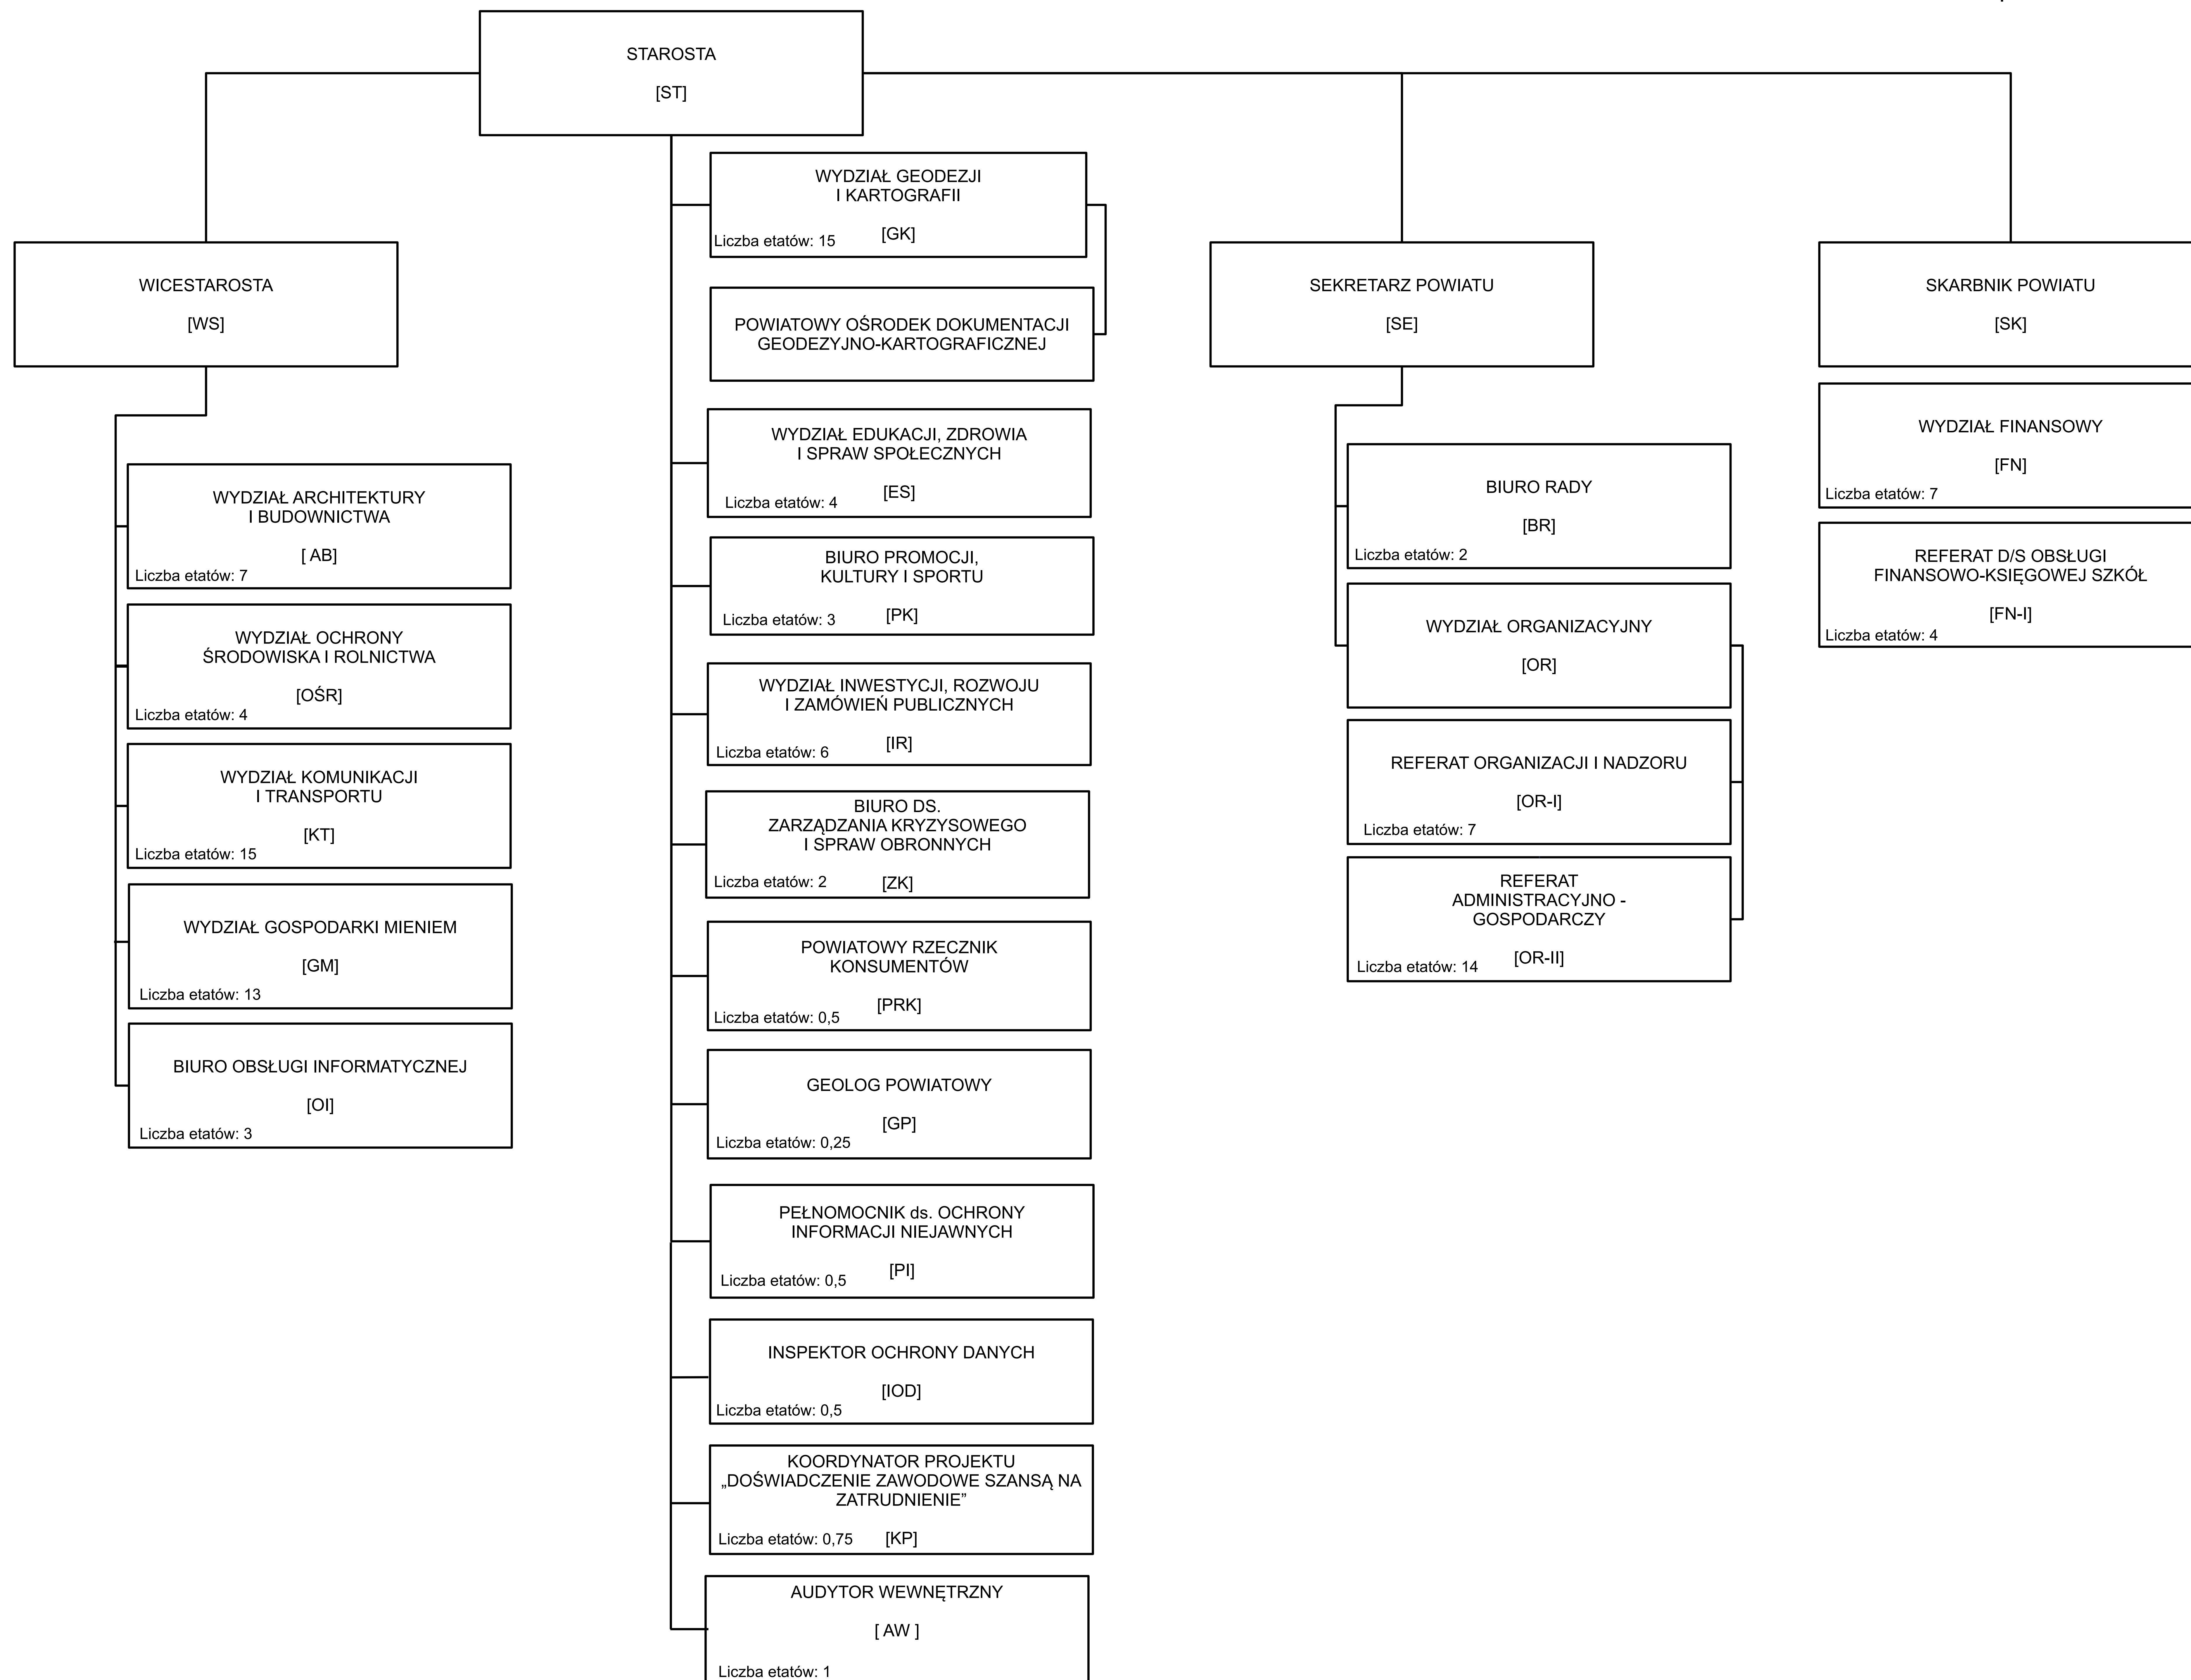 STAROSTA
[ST]
WICESTAROSTA
[WS]
WYDZIAŁ ARCHITEKTURY
I BUDOWNICTWA
[ AB]
Liczba etatów: 7
WYDZIAŁ OCHRONY
ŚRODOWISKA I ROLNICTWA
[OŚR]
Liczba etatów: 4
WYDZIAŁ KOMUNIKACJI
I TRANSPORTU
[KT]
Liczba etatów: 15
WYDZIAŁ GOSPODARKI MIENIEM
[GM]
Liczba etatów: 13
BIURO OBSŁUGI INFORMATYCZNEJ
[OI]
Liczba etatów: 3
WYDZIAŁ GEODEZJI
I KARTOGRAFII
[GK]
Liczba etatów: 15
POWIATOWY OŚRODEK DOKUMENTACJI
GEODEZYJNO-KARTOGRAFICZNEJ
WYDZIAŁ EDUKACJI, ZDROWIA
I SPRAW SPOŁECZNYCH
[ES]
Liczba etatów: 4
BIURO PROMOCJI,
KULTURY I SPORTU
[PK]
Liczba etatów: 3
WYDZIAŁ INWESTYCJI, ROZWOJU
I ZAMÓWIEŃ PUBLICZNYCH
[IR]
Liczba etatów: 6
BIURO DS.
ZARZĄDZANIA KRYZYSOWEGO
I SPRAW OBRONNYCH
Liczba etatów: 2 [ZK]
POWIATOWY RZECZNIK
KONSUMENTÓW
[PRK]
Liczba etatów: 0,5
GEOLOG POWIATOWY
[GP]
Liczba etatów: 0,25
PEŁNOMOCNIK ds. OCHRONY
INFORMACJI NIEJAWNYCH
[PI]
Liczba etatów: 0,5
INSPEKTOR OCHRONY DANYCH
[IOD]
Liczba etatów: 0,5
KOORDYNATOR PROJEKTU
„DOŚWIADCZENIE ZAWODOWE SZANSĄ NA
ZATRUDNIENIE”
Liczba etatów: 0,75 [KP]
AUDYTOR WEWNĘTRZNY
[ AW ]
Liczba etatów: 1
SEKRETARZ POWIATU
[SE]
BIURO RADY
[BR]
Liczba etatów: 2
WYDZIAŁ ORGANIZACYJNY
[OR]
REFERAT ORGANIZACJI I NADZORU
[OR-I]
Liczba etatów: 7
REFERAT
ADMINISTRACYJNO -
GOSPODARCZY
[OR-II]
Liczba etatów: 14
SKARBNIK POWIATU
[SK]
WYDZIAŁ FINANSOWY
[FN]
Liczba etatów: 7
REFERAT D/S OBSŁUGI
FINANSOWO-KSIĘGOWEJ SZKÓŁ
[FN-I]
Liczba etatów: 4